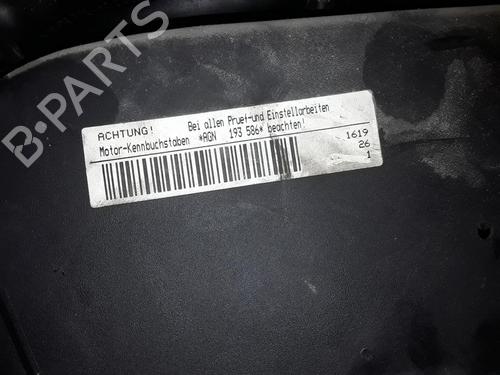 B-PARTS
ACHTUNG! Bei allen Pruef-und Einstellarbeiten
Motor-Kennbuchstaben *AGN 193 586* beachten!
1619
26
1